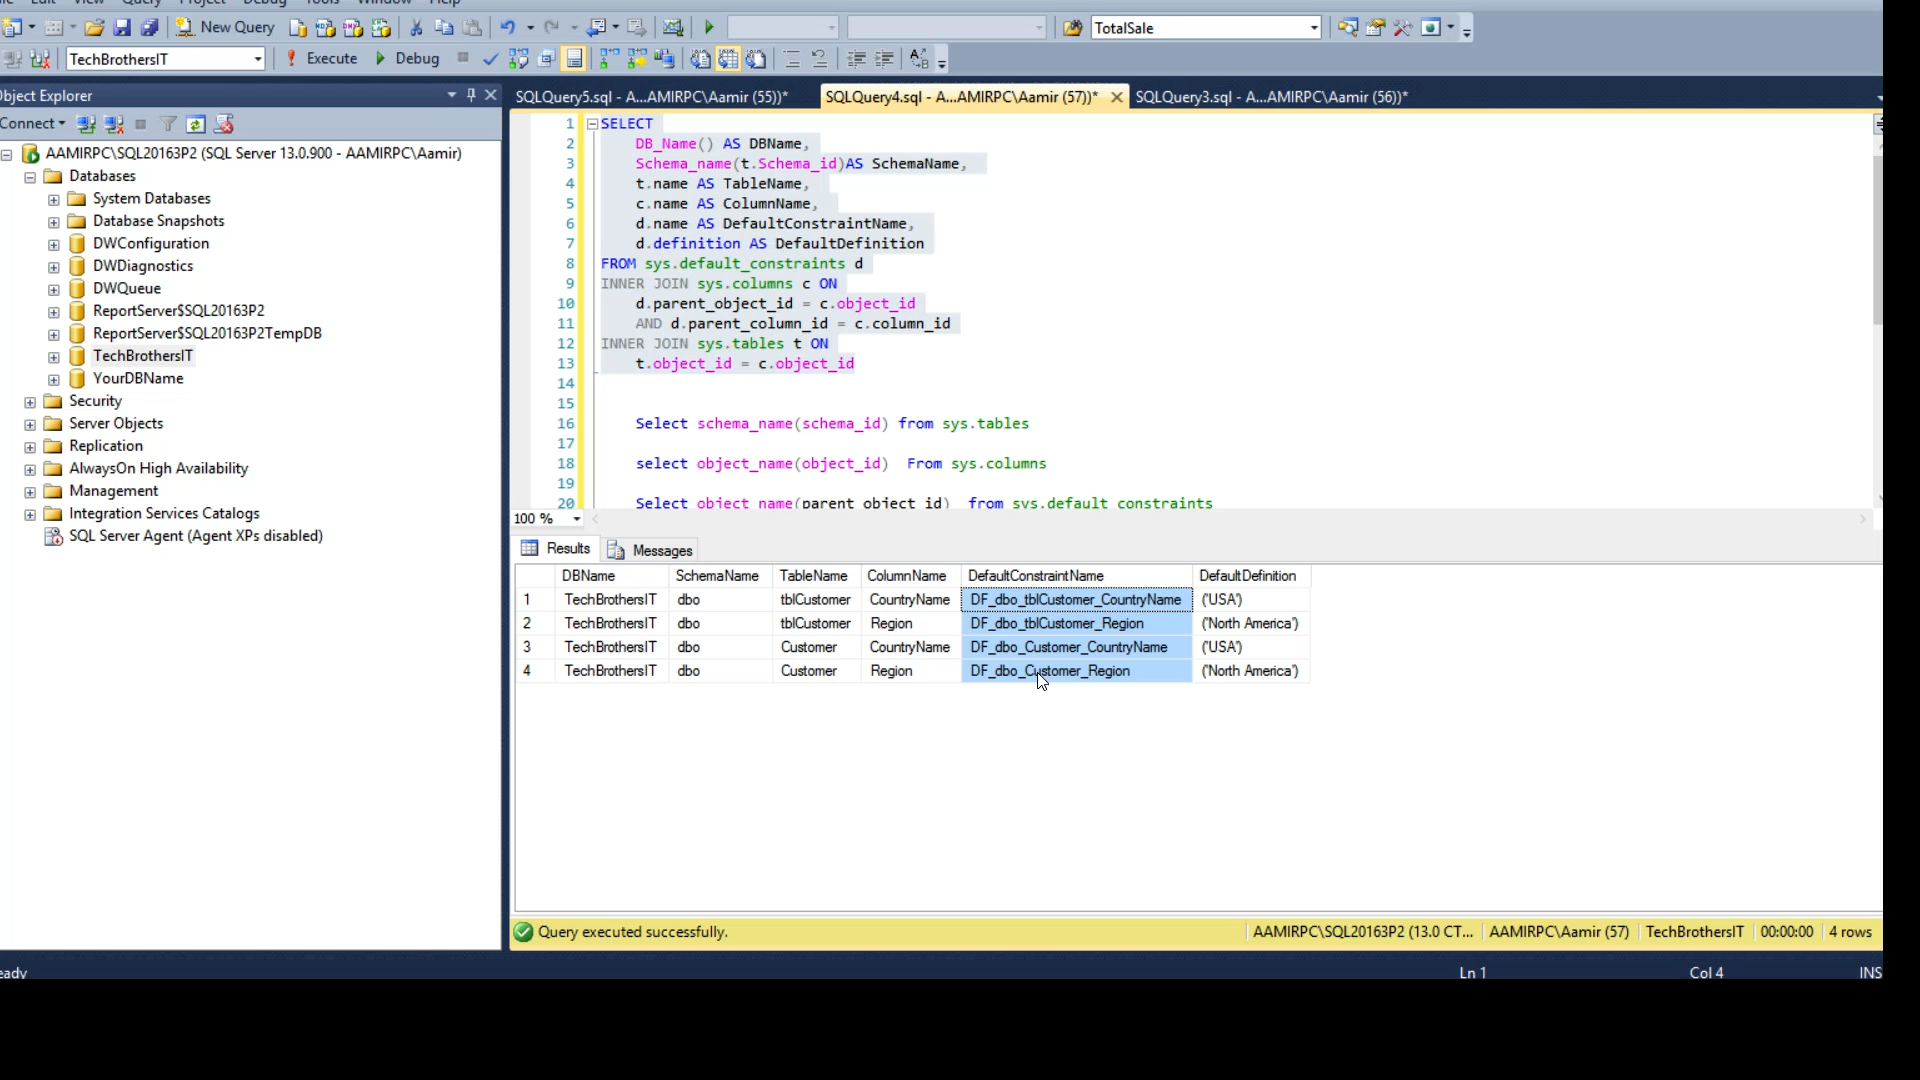 Edit View Query Project Debug Tools Window Help
New Query TotalSale
TechBrothersIT Execute Debug
Object Explorer
Connect
AAMIRPC\SQL20163P2 (SQL Server 13.0.900 - AAMIRPC\Aamir)
Databases
System Databases
Database Snapshots
DWConfiguration
DWDiagnostics
DWQueue
ReportServer$SQL20163P2
ReportServer$SQL20163P2TempDB
TechBrothersIT
YourDBName
Security
Server Objects
Replication
AlwaysOn High Availability
Management
Integration Services Catalogs
SQL Server Agent (Agent XPs disabled)
SQLQuery5.sql - A...AMIRPC\Aamir (55))* SQLQuery4.sql - A...AMIRPC\Aamir (57))* SQLQuery3.sql - A...AMIRPC\Aamir (56))*
1 SELECT
2 DB_Name() AS DBName,
3 Schema_name(t.Schema_id)AS SchemaName,
4 t.name AS TableName,
5 c.name AS ColumnName,
6 d.name AS DefaultConstraintName,
7 d.definition AS DefaultDefinition
8 FROM sys.default_constraints d
9 INNER JOIN sys.columns c ON
10 d.parent_object_id = c.object_id
11 AND d.parent_column_id = c.column_id
12 INNER JOIN sys.tables t ON
13 t.object_id = c.object_id
14
15
16 Select schema_name(schema_id) from sys.tables
17
18 select object_name(object_id) From sys.columns
19
20 Select object_name(parent_object_id) from sys.default_constraints
100 %
Results Messages
DBName SchemaName TableName ColumnName DefaultConstraintName DefaultDefinition
1 TechBrothersIT dbo tblCustomer CountryName DF_dbo_tblCustomer_CountryName ('USA')
2 TechBrothersIT dbo tblCustomer Region DF_dbo_tblCustomer_Region ('North America')
3 TechBrothersIT dbo Customer CountryName DF_dbo_Customer_CountryName ('USA')
4 TechBrothersIT dbo Customer Region DF_dbo_Customer_Region ('North America')
Query executed successfully. AAMIRPC\SQL20163P2 (13.0 CT... AAMIRPC\Aamir (57) TechBrothersIT 00:00:00 4 rows
eady Ln 1 Col 4 INS